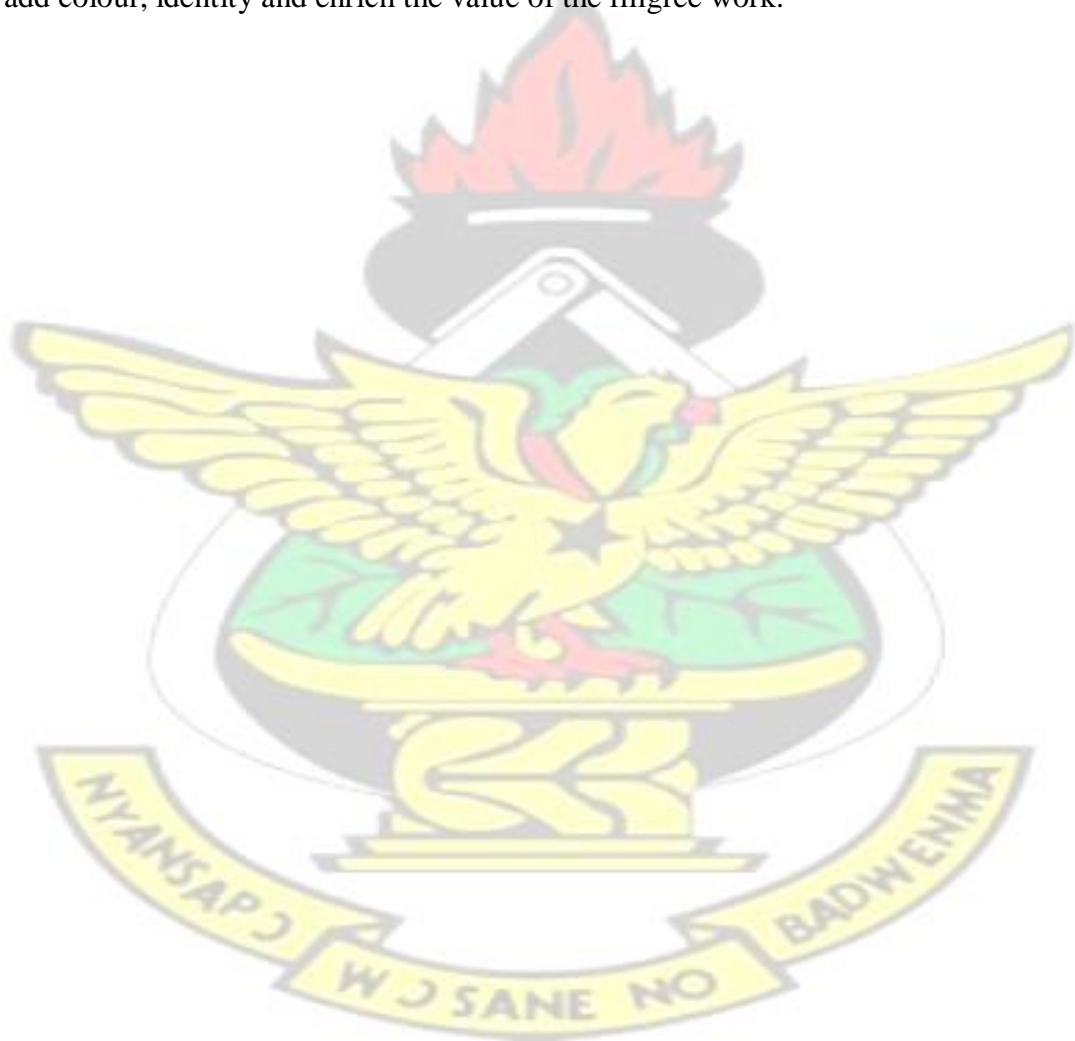 add colour, identity and enrich the value of the filigree work.
NYANSAPƆ
WƆSANE NO
BADWENMA